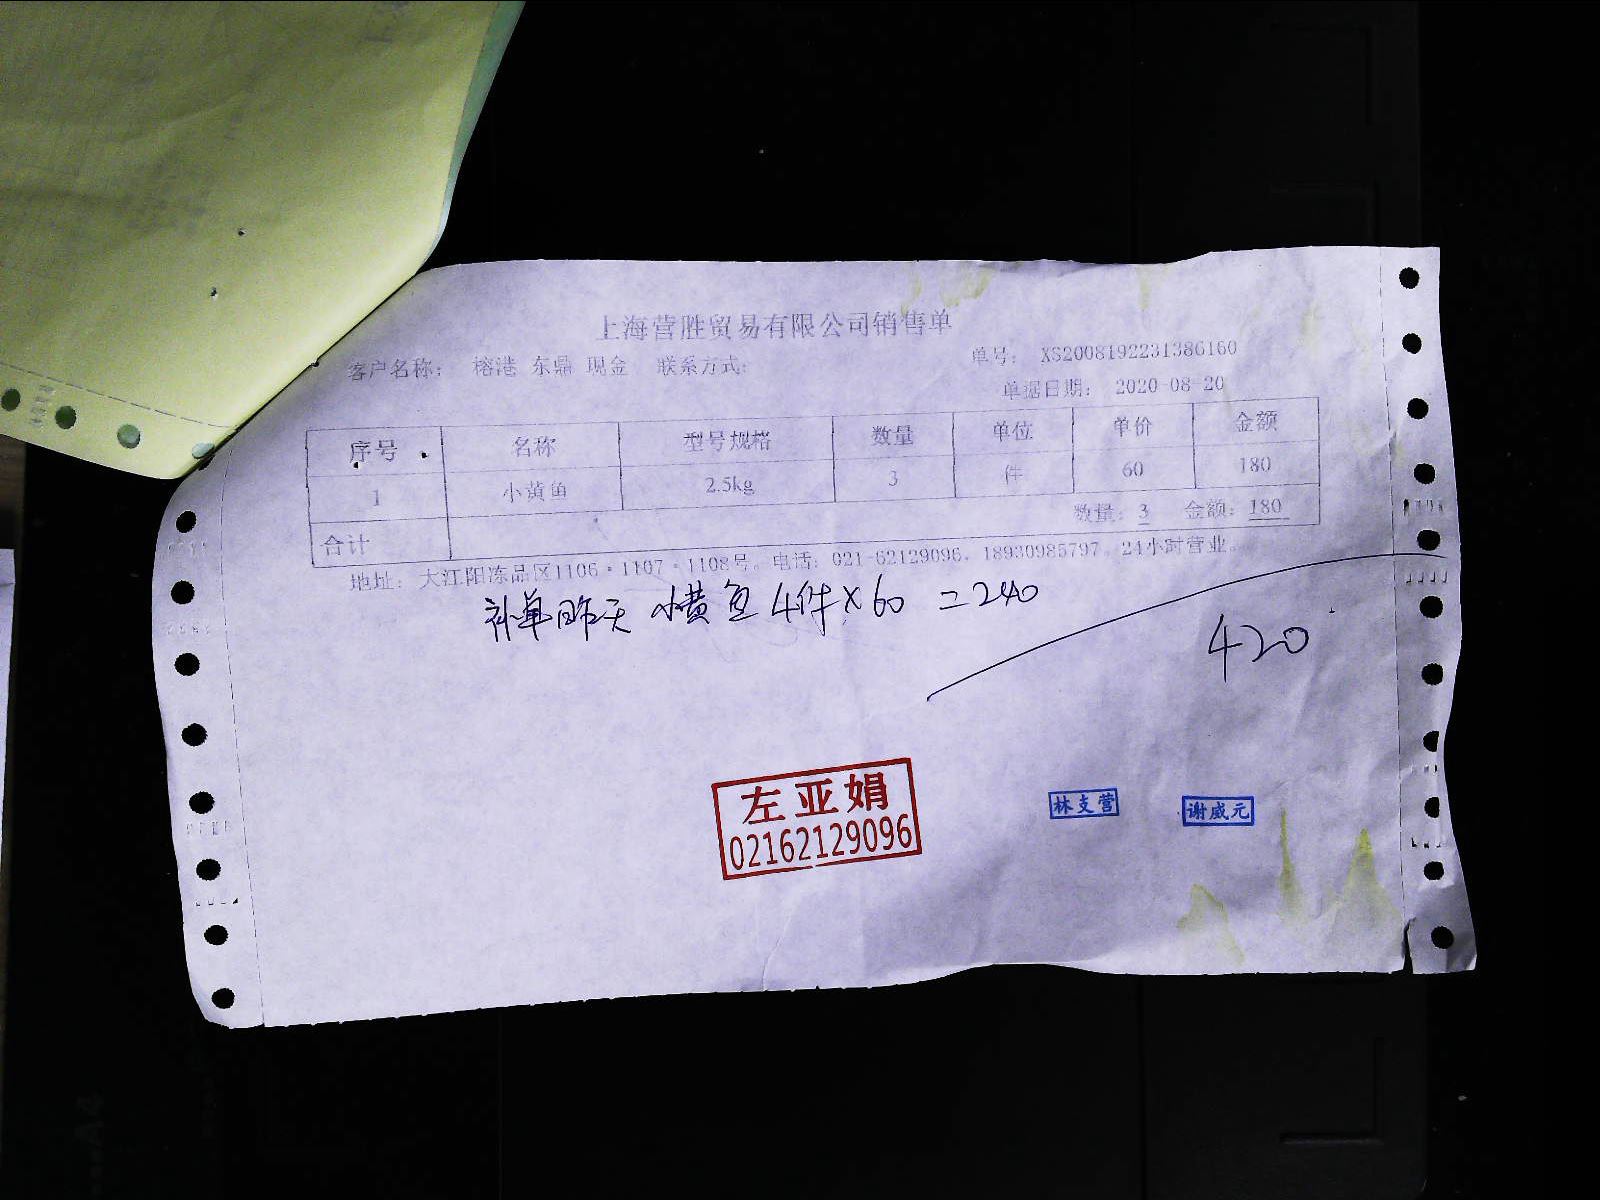 上海营胜贸易有限公司销售单
客户名称： 榕港 东鼎 现金 联系方式： 单号： XS2008192231386160
单据日期： 2020-08-20
序号 名称 型号规格 数量 单位 单价 金额
1 小黄鱼 2.5kg 3 件 60 180
合计 数量：3 金额：180
地址： 大江阳冻品区1106·1107·1108号。电话：021-62129096，18930985797。24小时营业。
补单昨天 小黄鱼 4件×60 =240
420
左亚娟
02162129096
林支营
谢威元